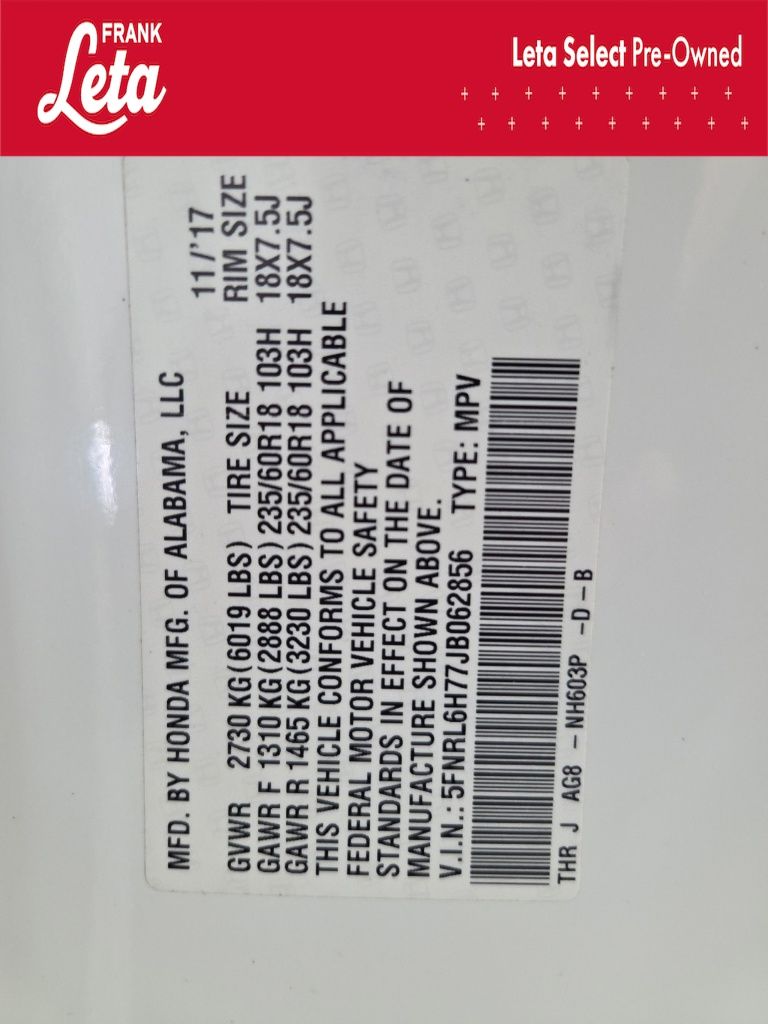 FRANK
Leta
Leta Select Pre-Owned
MFD. BY HONDA MFG. OF ALABAMA, LLC
11/'17
GVWR 2730 KG(6019 LBS) TIRE SIZE RIM SIZE
GAWR F 1310 KG(2888 LBS)235/60R18 103H 18X7.5J
GAWR R 1465 KG(3230 LBS)235/60R18 103H 18X7.5J
THIS VEHICLE CONFORMS TO ALL APPLICABLE
FEDERAL MOTOR VEHICLE SAFETY
STANDARDS IN EFFECT ON THE DATE OF
MANUFACTURE SHOWN ABOVE.
V.I.N.: 5FNRL6H77JB062856 TYPE: MPV
THR J AG8 - NH603P -D-B